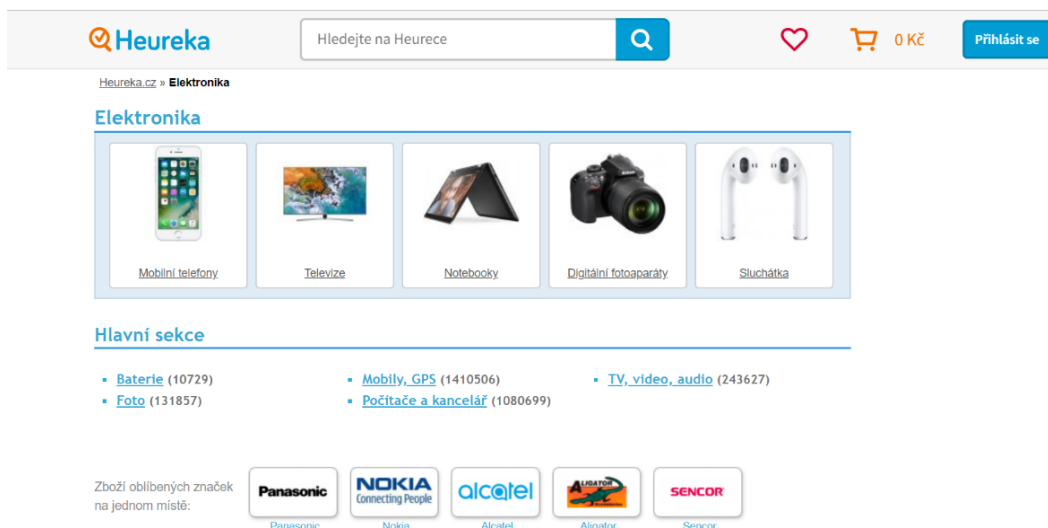 Heureka
Hledejte na Heurece
0 Kč
Přihlásit se
Heureka.cz » Elektronika
Elektronika
Mobilní telefony
Televize
Notebooky
Digitální fotoaparáty
Sluchátka
Hlavní sekce
Baterie (10729)
Mobily, GPS (1410506)
TV, video, audio (243627)
Foto (131857)
Počítače a kancelář (1080699)
Zboží oblíbených značek
na jednom místě:
Panasonic
NOKIA
Connecting People
alcatel
ALIGATOR
SENCOR
Panasonic
Nokia
Alcatel
Aligator
Sencor